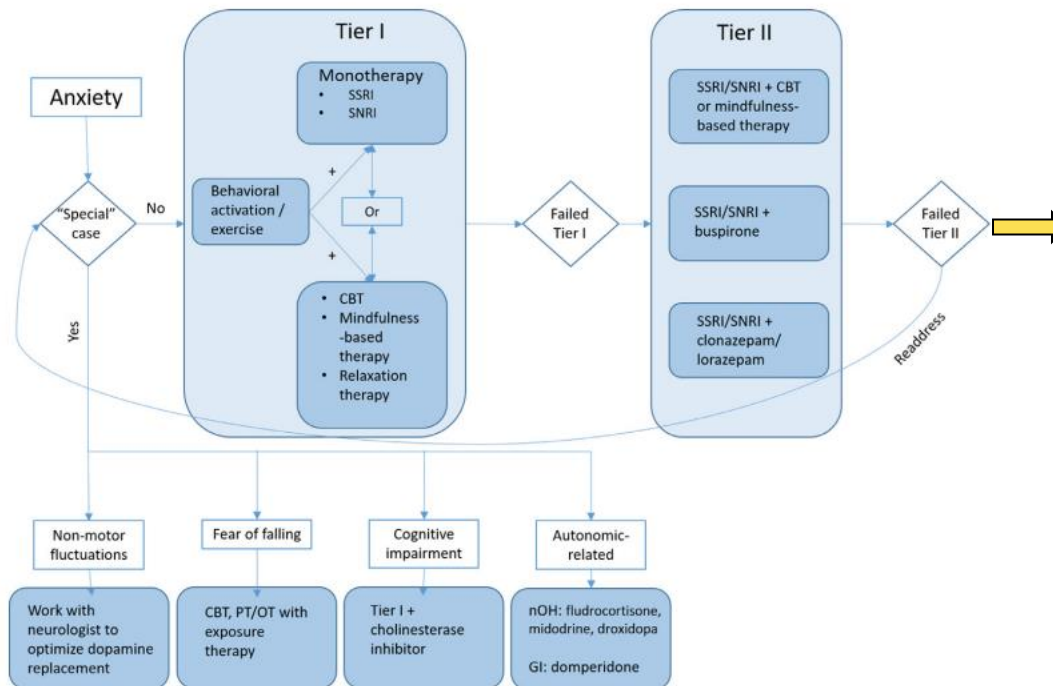 Tier I
Tier II
Anxiety
Monotherapy
• SSRI
• SNRI
SSRI/SNRI + CBT
or mindfulness-
based therapy
"Special"
case
No
Behavioral
activation /
exercise
+
Or
+
Failed
Tier I
SSRI/SNRI +
buspirone
Failed
Tier II
Yes
• CBT
• Mindfulness
-based
therapy
• Relaxation
therapy
SSRI/SNRI +
clonazepam/
lorazepam
Readdress
Non-motor
fluctuations
Fear of falling
Cognitive
impairment
Autonomic-
related
Work with
neurologist to
optimize dopamine
replacement
CBT, PT/OT with
exposure
therapy
Tier I +
cholinesterase
inhibitor
nOH: fludrocortisone,
midodrine, droxidopa
GI: domperidone